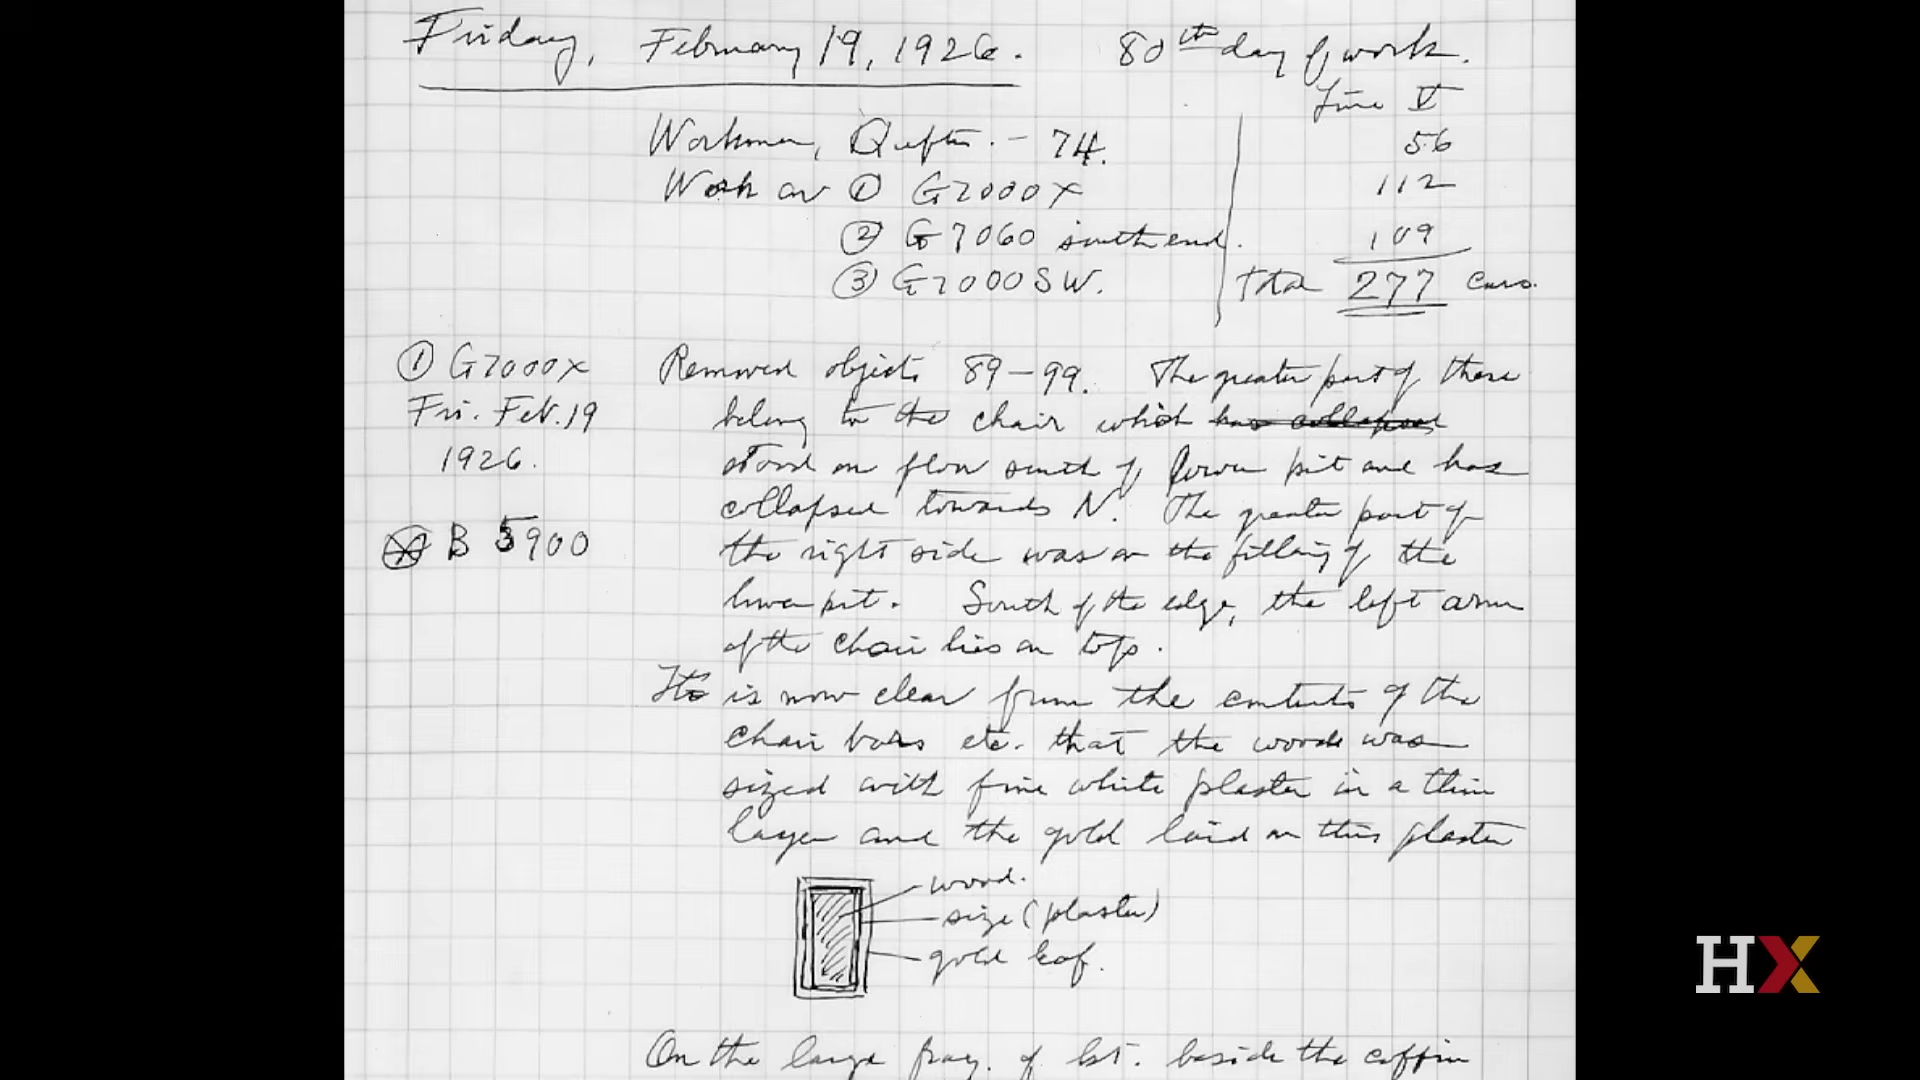 Friday, February 19, 1926. 80th day of work.
Line V
Workmen, Quftis. - 74. 56
Work on ① G7000X 112
② G7060 south end. 109
③ G7000SW. Total 277 cars.
① G7000X Removed objects 89-99. The greater part of these
Fri. Feb. 19 belong to the chair which has collapsed
1926. stood on floor south of lower pit and has
collapsed towards N. The greater part of
B 5900 the right side was on the filling of the
lower pit. South of the edge, the left arm
of the chair lies on top.
It is now clear from the contents of the
chair bars etc. that the wood was
sized with fine white plaster in a thin
layer and the gold laid on this plaster
wood.
size (plaster)
gold leaf.
On the large frag. of lst. beside the coffin
HX